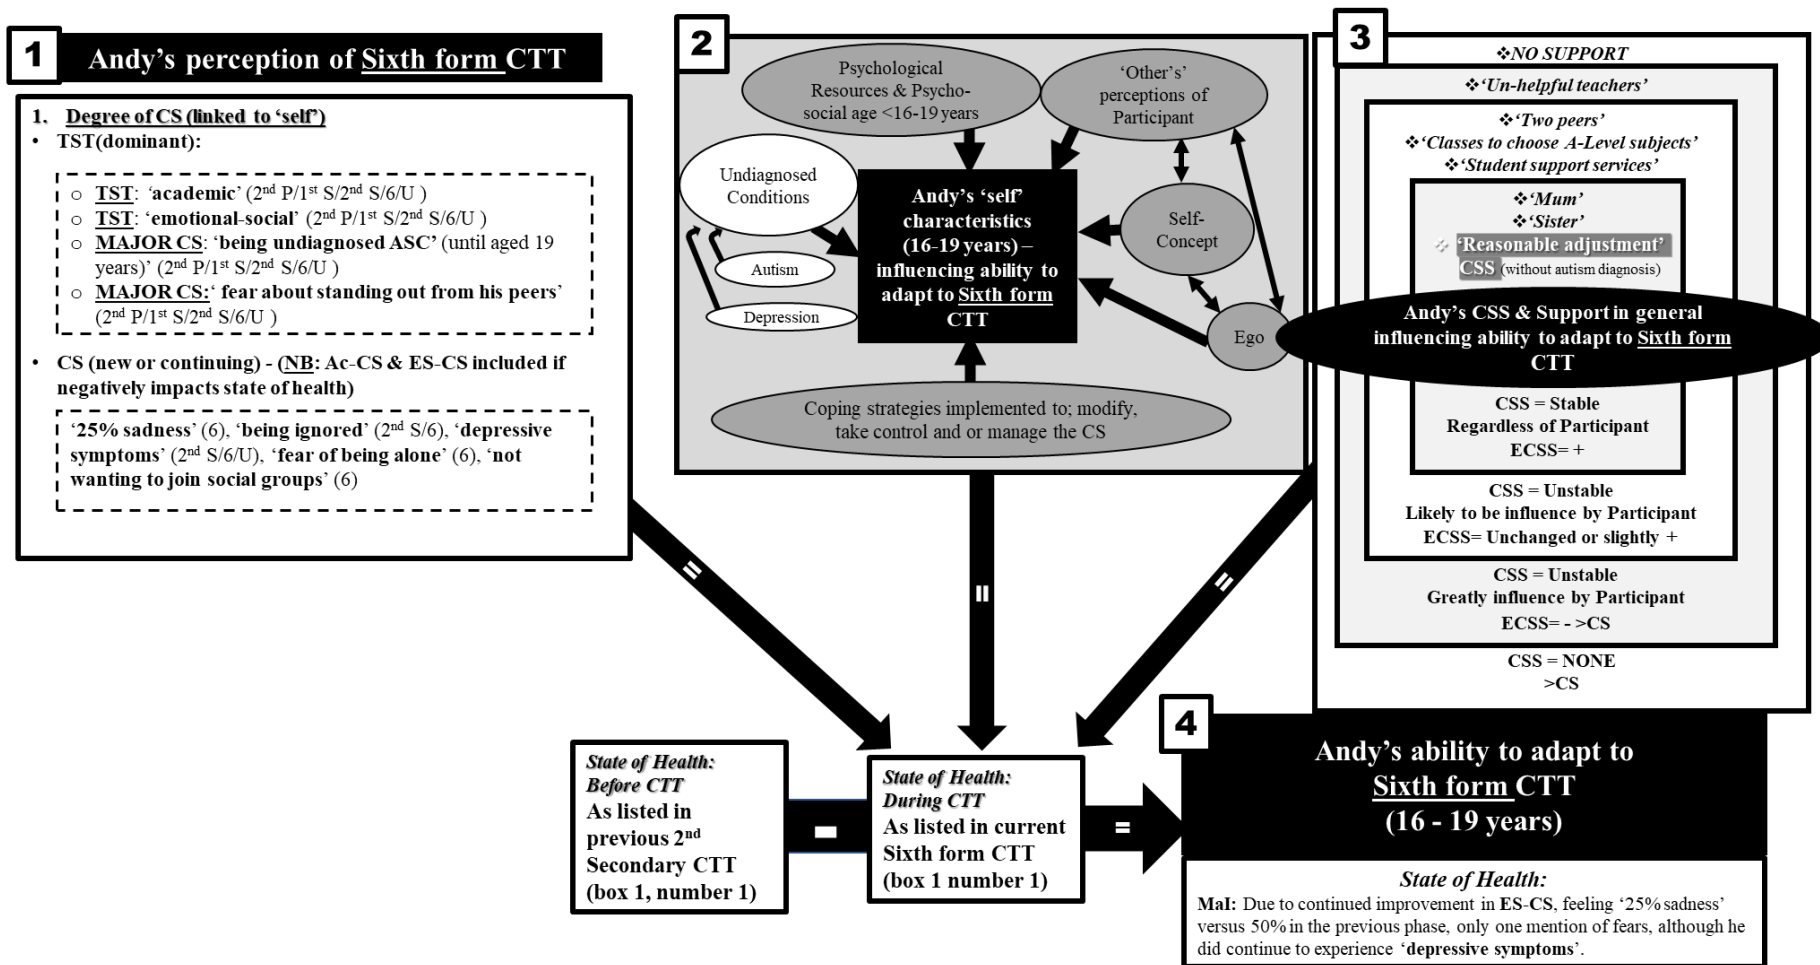 1
Andy’s perception of Sixth form CTT
1. Degree of CS (linked to ‘self’)
• TST(dominant):
o TST: ‘academic’ (2nd P/1st S/2nd S/6/U )
o TST: ‘emotional-social’ (2nd P/1st S/2nd S/6/U )
o MAJOR CS: ‘being undiagnosed ASC’ (until aged 19
years)’ (2nd P/1st S/2nd S/6/U )
o MAJOR CS:‘ fear about standing out from his peers’
(2nd P/1st S/2nd S/6/U )
• CS (new or continuing) - (NB: Ac-CS & ES-CS included if
negatively impacts state of health)
‘25% sadness’ (6), ‘being ignored’ (2nd S/6), ‘depressive
symptoms’ (2nd S/6/U), ‘fear of being alone’ (6), ‘not
wanting to join social groups’ (6)
2
Psychological
Resources & Psycho-
social age <16-19 years
‘Other’s’
perceptions of
Participant
Undiagnosed
Conditions
Autism
Depression
Andy’s ‘self’
characteristics
(16-19 years) –
influencing ability to
adapt to Sixth form
CTT
Self-
Concept
Ego
Coping strategies implemented to; modify,
take control and or manage the CS
3
❖NO SUPPORT
❖‘Un-helpful teachers’
❖‘Two peers’
❖‘Classes to choose A-Level subjects’
❖‘Student support services’
❖‘Mum’
❖‘Sister’
❖ ‘Reasonable adjustment’
CSS (without autism diagnosis)
Andy’s CSS & Support in general
influencing ability to adapt to Sixth form
CTT
CSS = Stable
Regardless of Participant
ECSS= +
CSS = Unstable
Likely to be influence by Participant
ECSS= Unchanged or slightly +
CSS = Unstable
Greatly influence by Participant
ECSS= - >CS
CSS = NONE
>CS
=
=
=
State of Health:
Before CTT
As listed in
previous 2nd
Secondary CTT
(box 1, number 1)
-
State of Health:
During CTT
As listed in current
Sixth form CTT
(box 1 number 1)
=
4
Andy’s ability to adapt to
Sixth form CTT
(16 - 19 years)
State of Health:
MaI: Due to continued improvement in ES-CS, feeling ‘25% sadness’
versus 50% in the previous phase, only one mention of fears, although he
did continue to experience ‘depressive symptoms’.